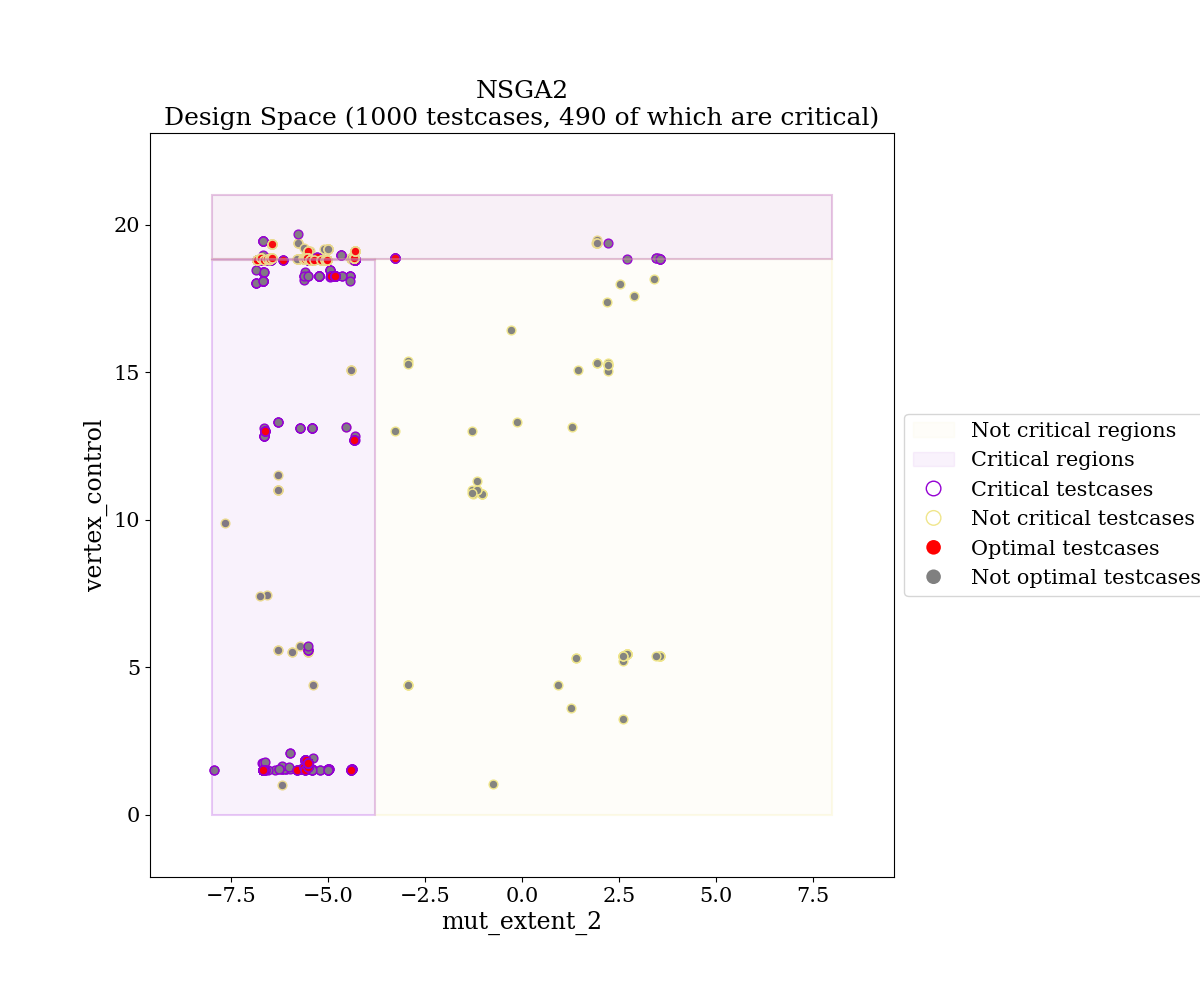 NSGA2
Design Space (1000 testcases, 490 of which are critical)
20
15
10
5
0
vertex_control
−7.5
−5.0
−2.5
0.0
2.5
5.0
7.5
mut_extent_2
Not critical regions
Critical regions
Critical testcases
Not critical testcases
Optimal testcases
Not optimal testcases